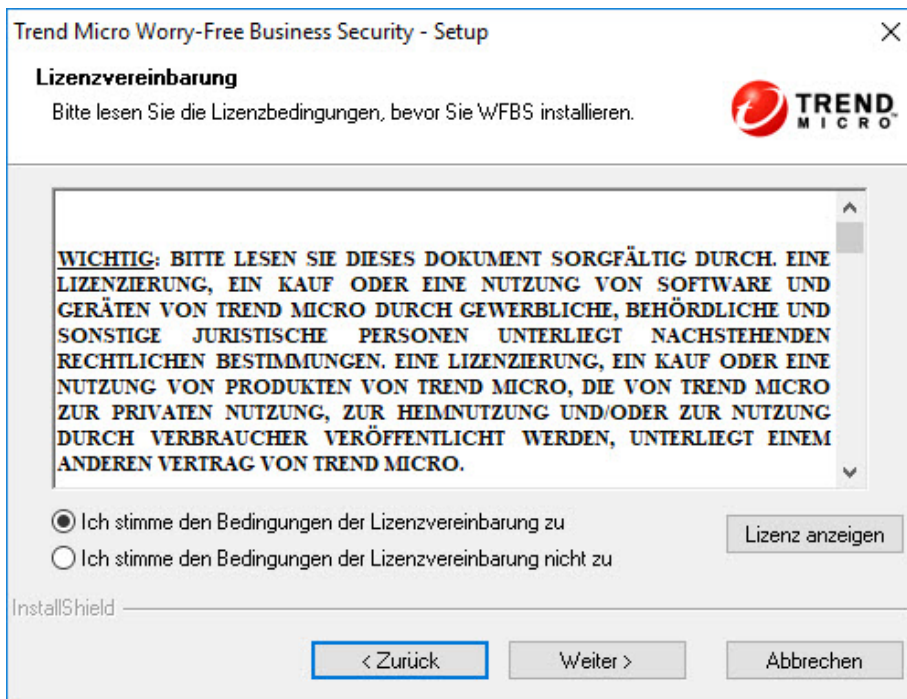 Trend Micro Worry-Free Business Security - Setup
Lizenzvereinbarung
Bitte lesen Sie die Lizenzbedingungen, bevor Sie WFBS installieren.
TREND
MICRO™
WICHTIG: BITTE LESEN SIE DIESES DOKUMENT SORGFÄLTIG DURCH. EINE
LIZENZIERUNG, EIN KAUF ODER EINE NUTZUNG VON SOFTWARE UND
GERÄTEN VON TREND MICRO DURCH GEWERBLICHE, BEHÖRDLICHE UND
SONSTIGE JURISTISCHE PERSONEN UNTERLIEGT NACHSTEHENDEN
RECHTLICHEN BESTIMMUNGEN. EINE LIZENZIERUNG, EIN KAUF ODER EINE
NUTZUNG VON PRODUKTEN VON TREND MICRO, DIE VON TREND MICRO
ZUR PRIVATEN NUTZUNG, ZUR HEIMNUTZUNG UND/ODER ZUR NUTZUNG
DURCH VERBRAUCHER VERÖFFENTLICHT WERDEN, UNTERLIEGT EINEM
ANDEREN VERTRAG VON TREND MICRO.
Ich stimme den Bedingungen der Lizenzvereinbarung zu
Ich stimme den Bedingungen der Lizenzvereinbarung nicht zu
Lizenz anzeigen
InstallShield
< Zurück
Weiter >
Abbrechen